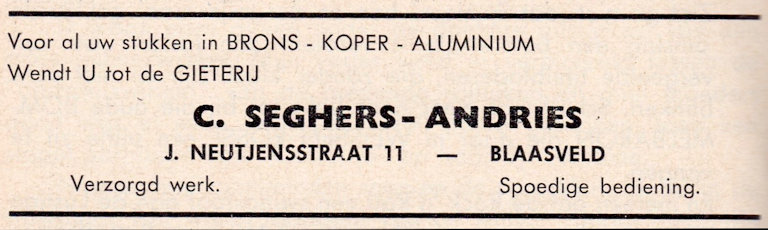 Voor al uw stukken in BRONS - KOPER - ALUMINIUM
Wendt U tot de GIETERIJ
C. SEGHERS - ANDRIES
J. NEUTJENSSTRAAT 11 — BLAASVELD
Verzorgd werk. Spoedige bediening.